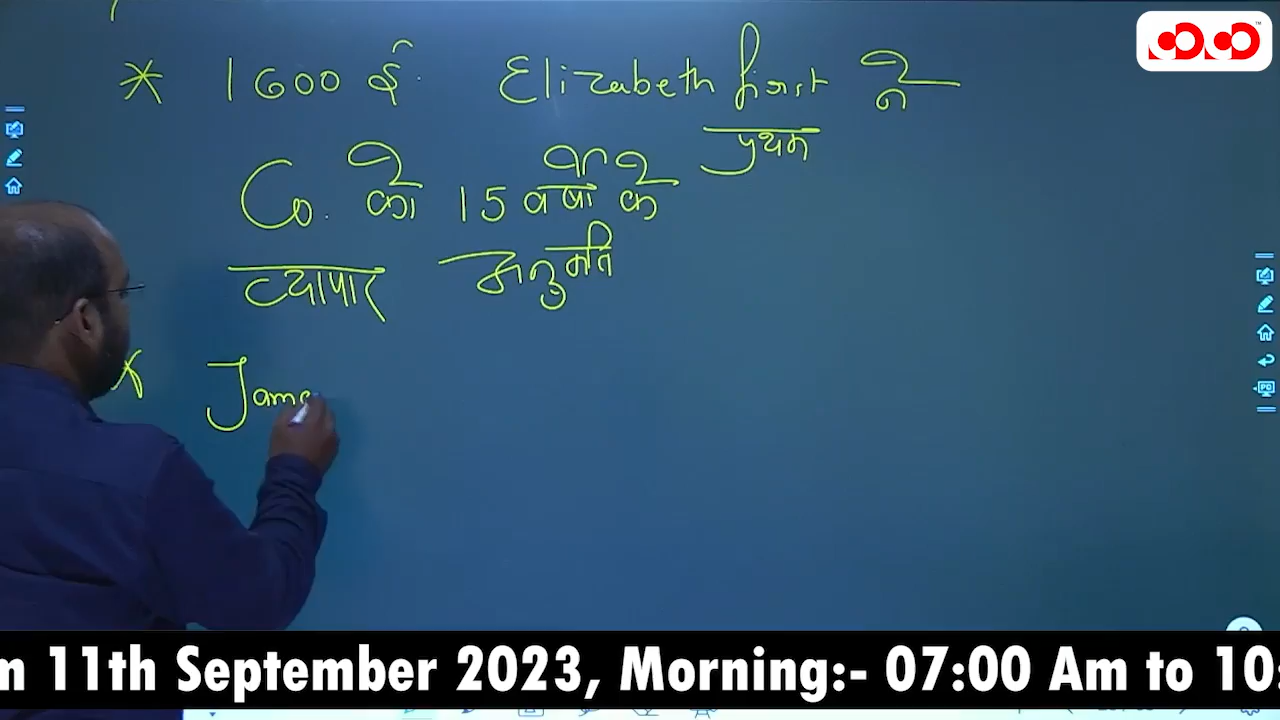 * 1600 ई. Elizabeth first ने
प्रथम
Co. को 15 वर्षों के
व्यापार अनुमति
* Jame
m 11th September 2023, Morning:- 07:00 Am to 10: